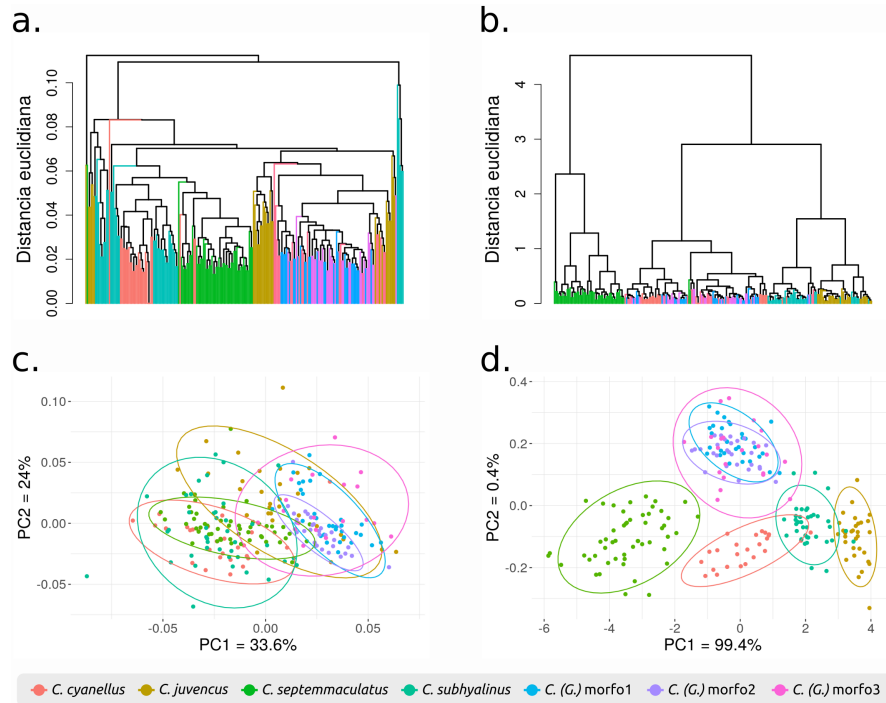 a.
Distancia euclidiana
0.10
0.08
0.06
0.04
0.02
0.00
b.
Distancia euclidiana
4
3
2
1
0
c.
PC2 = 24%
0.10
0.05
0.00
-0.05
-0.05
0.00
0.05
PC1 = 33.6%
d.
PC2 = 0.4%
0.4
0.2
0.0
-0.2
-6
-4
-2
0
2
4
PC1 = 99.4%
C. cyanellus
C. juvencus
C. septemmaculatus
C. subhyalinus
C. (G.) morfo1
C. (G.) morfo2
C. (G.) morfo3